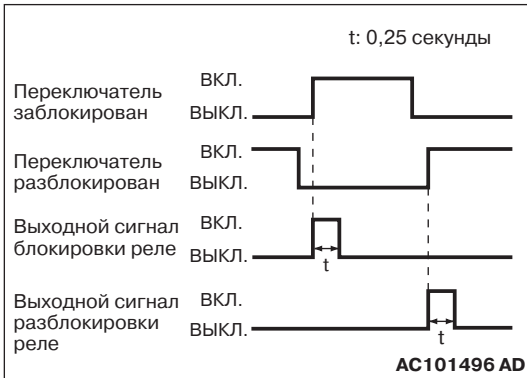 t: 0,25 секунды
Переключатель
заблокирован
ВКЛ.
ВЫКЛ.
Переключатель
разблокирован
ВКЛ.
ВЫКЛ.
Выходной сигнал
блокировки реле
ВКЛ.
ВЫКЛ.
t
Выходной сигнал
разблокировки
реле
ВКЛ.
ВЫКЛ.
t
AC101496 AD